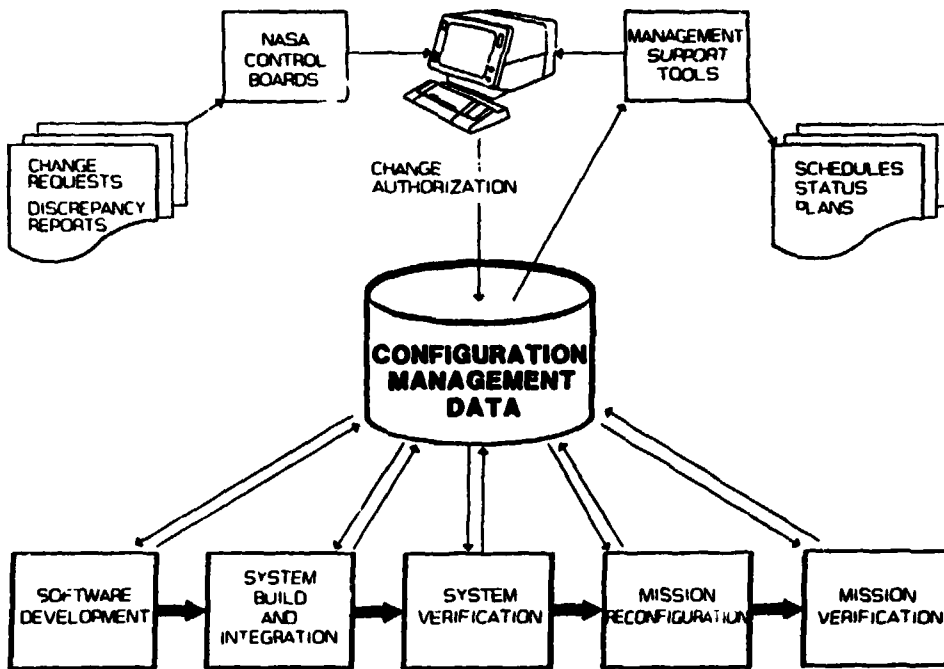 NASA
CONTROL
BOARDS
MANAGEMENT
SUPPORT
TOOLS
CHANGE
REQUESTS
DISCREPANCY
REPORTS
CHANGE
AUTHORIZATION
SCHEDULES
STATUS
PLANS
CONFIGURATION
MANAGEMENT
DATA
SOFTWARE
DEVELOPMENT
SYSTEM
BUILD
AND
INTEGRATION
SYSTEM
VERIFICATION
MISSION
RECONFIGURATION
MISSION
VERIFICATION